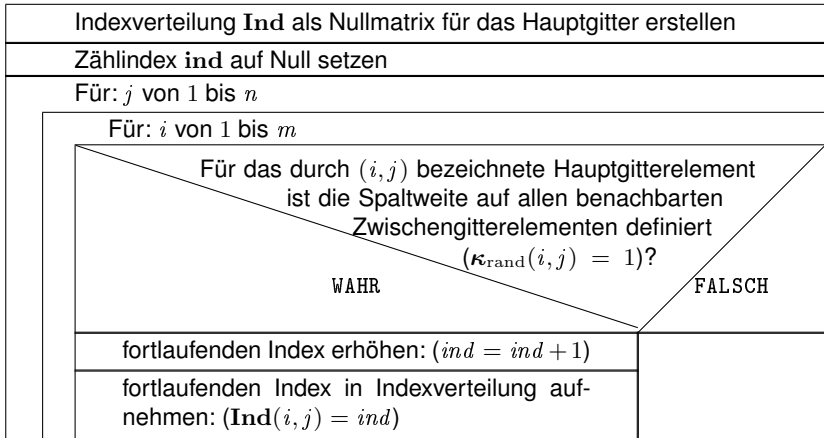 Indexverteilung Ind als Nullmatrix für das Hauptgitter erstellen
Zählindex ind auf Null setzen
Für: j von 1 bis n
Für: i von 1 bis m
Für das durch (i, j) bezeichnete Hauptgitterelement
ist die Spaltweite auf allen benachbarten
Zwischengitterelementen definiert
(κrand(i, j) = 1)?
WAHR
FALSCH
fortlaufenden Index erhöhen: (ind = ind + 1)
fortlaufenden Index in Indexverteilung auf-
nehmen: (Ind(i, j) = ind)